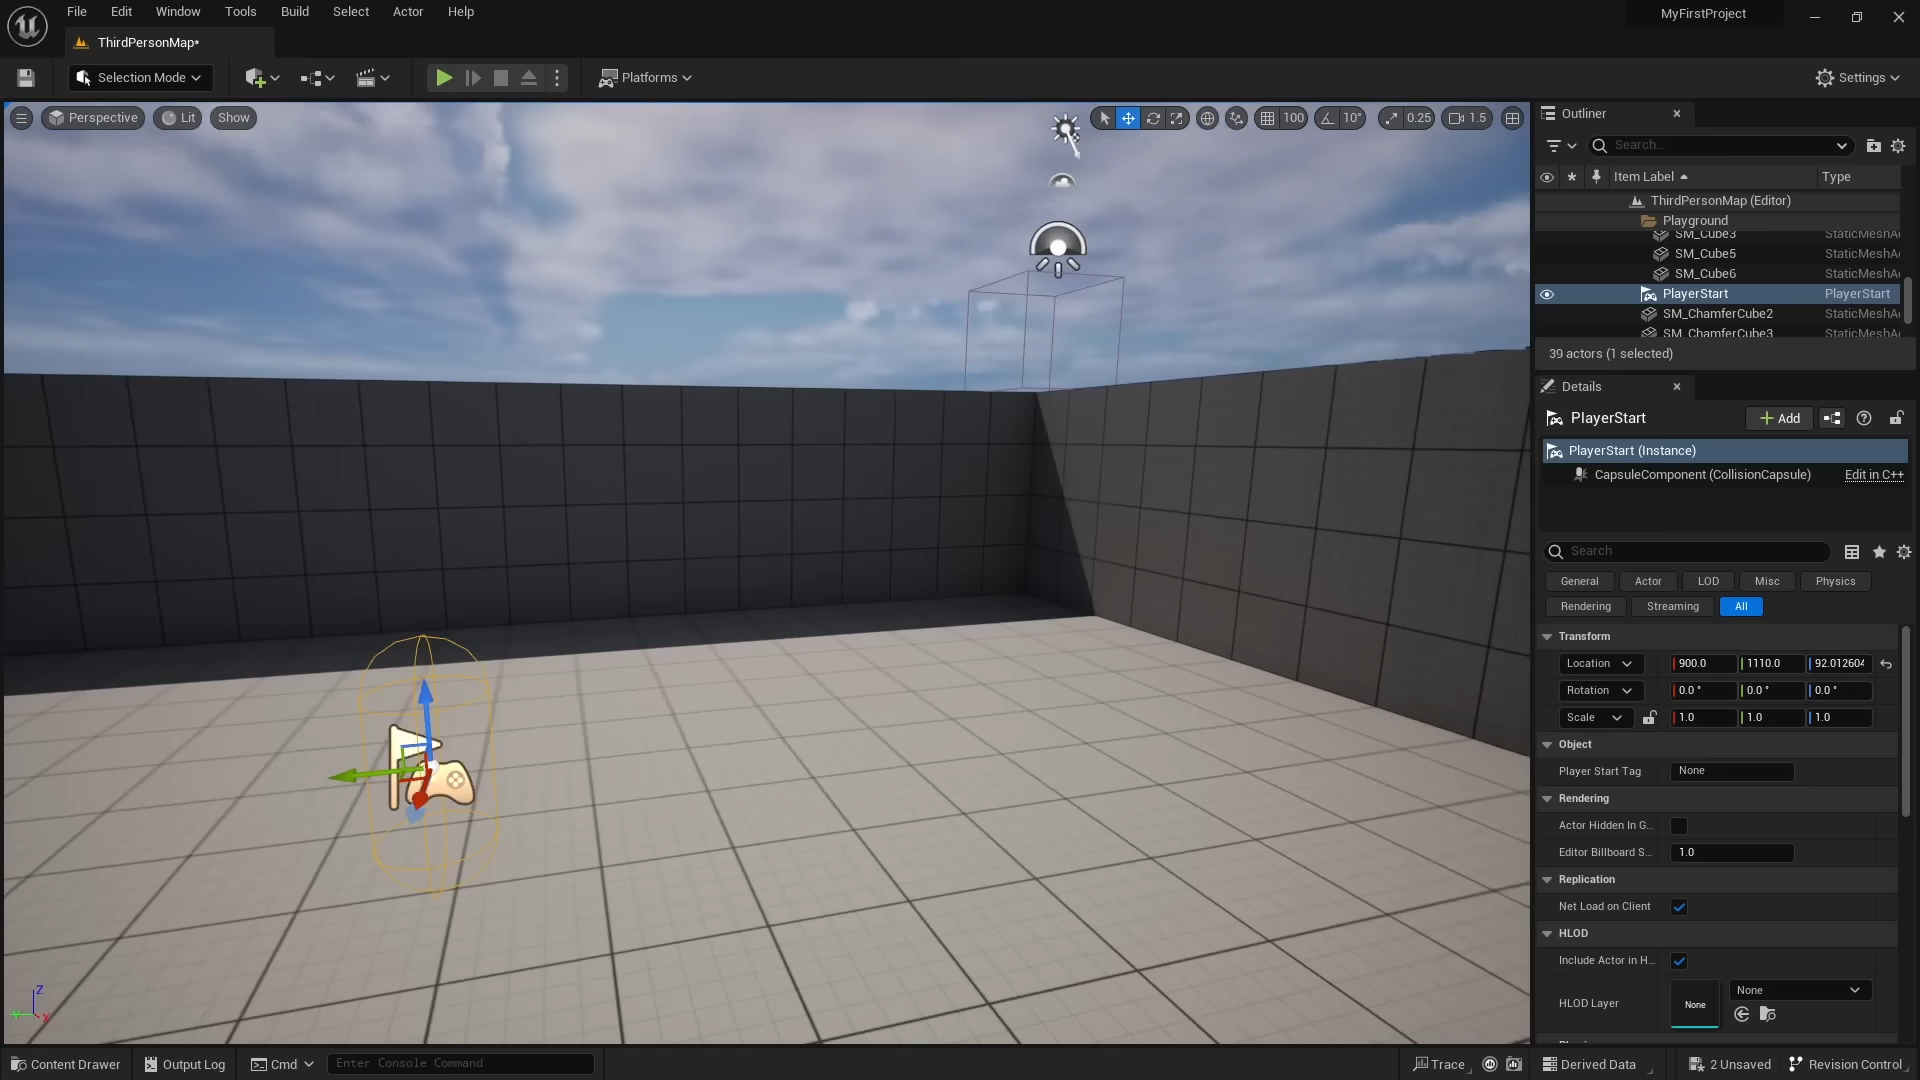 File Edit Window Tools Build Select Actor Help
MyFirstProject
ThirdPersonMap*
Selection Mode
Platforms
Settings
Perspective Lit Show
100 10° 0.25 1.5
Outliner
Search...
Item Label Type
ThirdPersonMap (Editor)
Playground
SM_Cube3 StaticMeshA
SM_Cube5 StaticMeshA
SM_Cube6 StaticMeshA
PlayerStart PlayerStart
SM_ChamferCube2 StaticMeshA
SM_ChamferCube3 StaticMeshA
39 actors (1 selected)
Details
PlayerStart
Add
PlayerStart (Instance)
CapsuleComponent (CollisionCapsule) Edit in C++
Search
General Actor LOD Misc Physics
Rendering Streaming All
Transform
Location 900.0 1110.0 92.012604
Rotation 0.0 ° 0.0 ° 0.0 °
Scale 1.0 1.0 1.0
Object
Player Start Tag None
Rendering
Actor Hidden In G...
Editor Billboard S... 1.0
Replication
Net Load on Client
HLOD
Include Actor in H...
HLOD Layer None None
Z
Y X
Content Drawer Output Log Cmd Enter Console Command
Trace Derived Data 2 Unsaved Revision Control